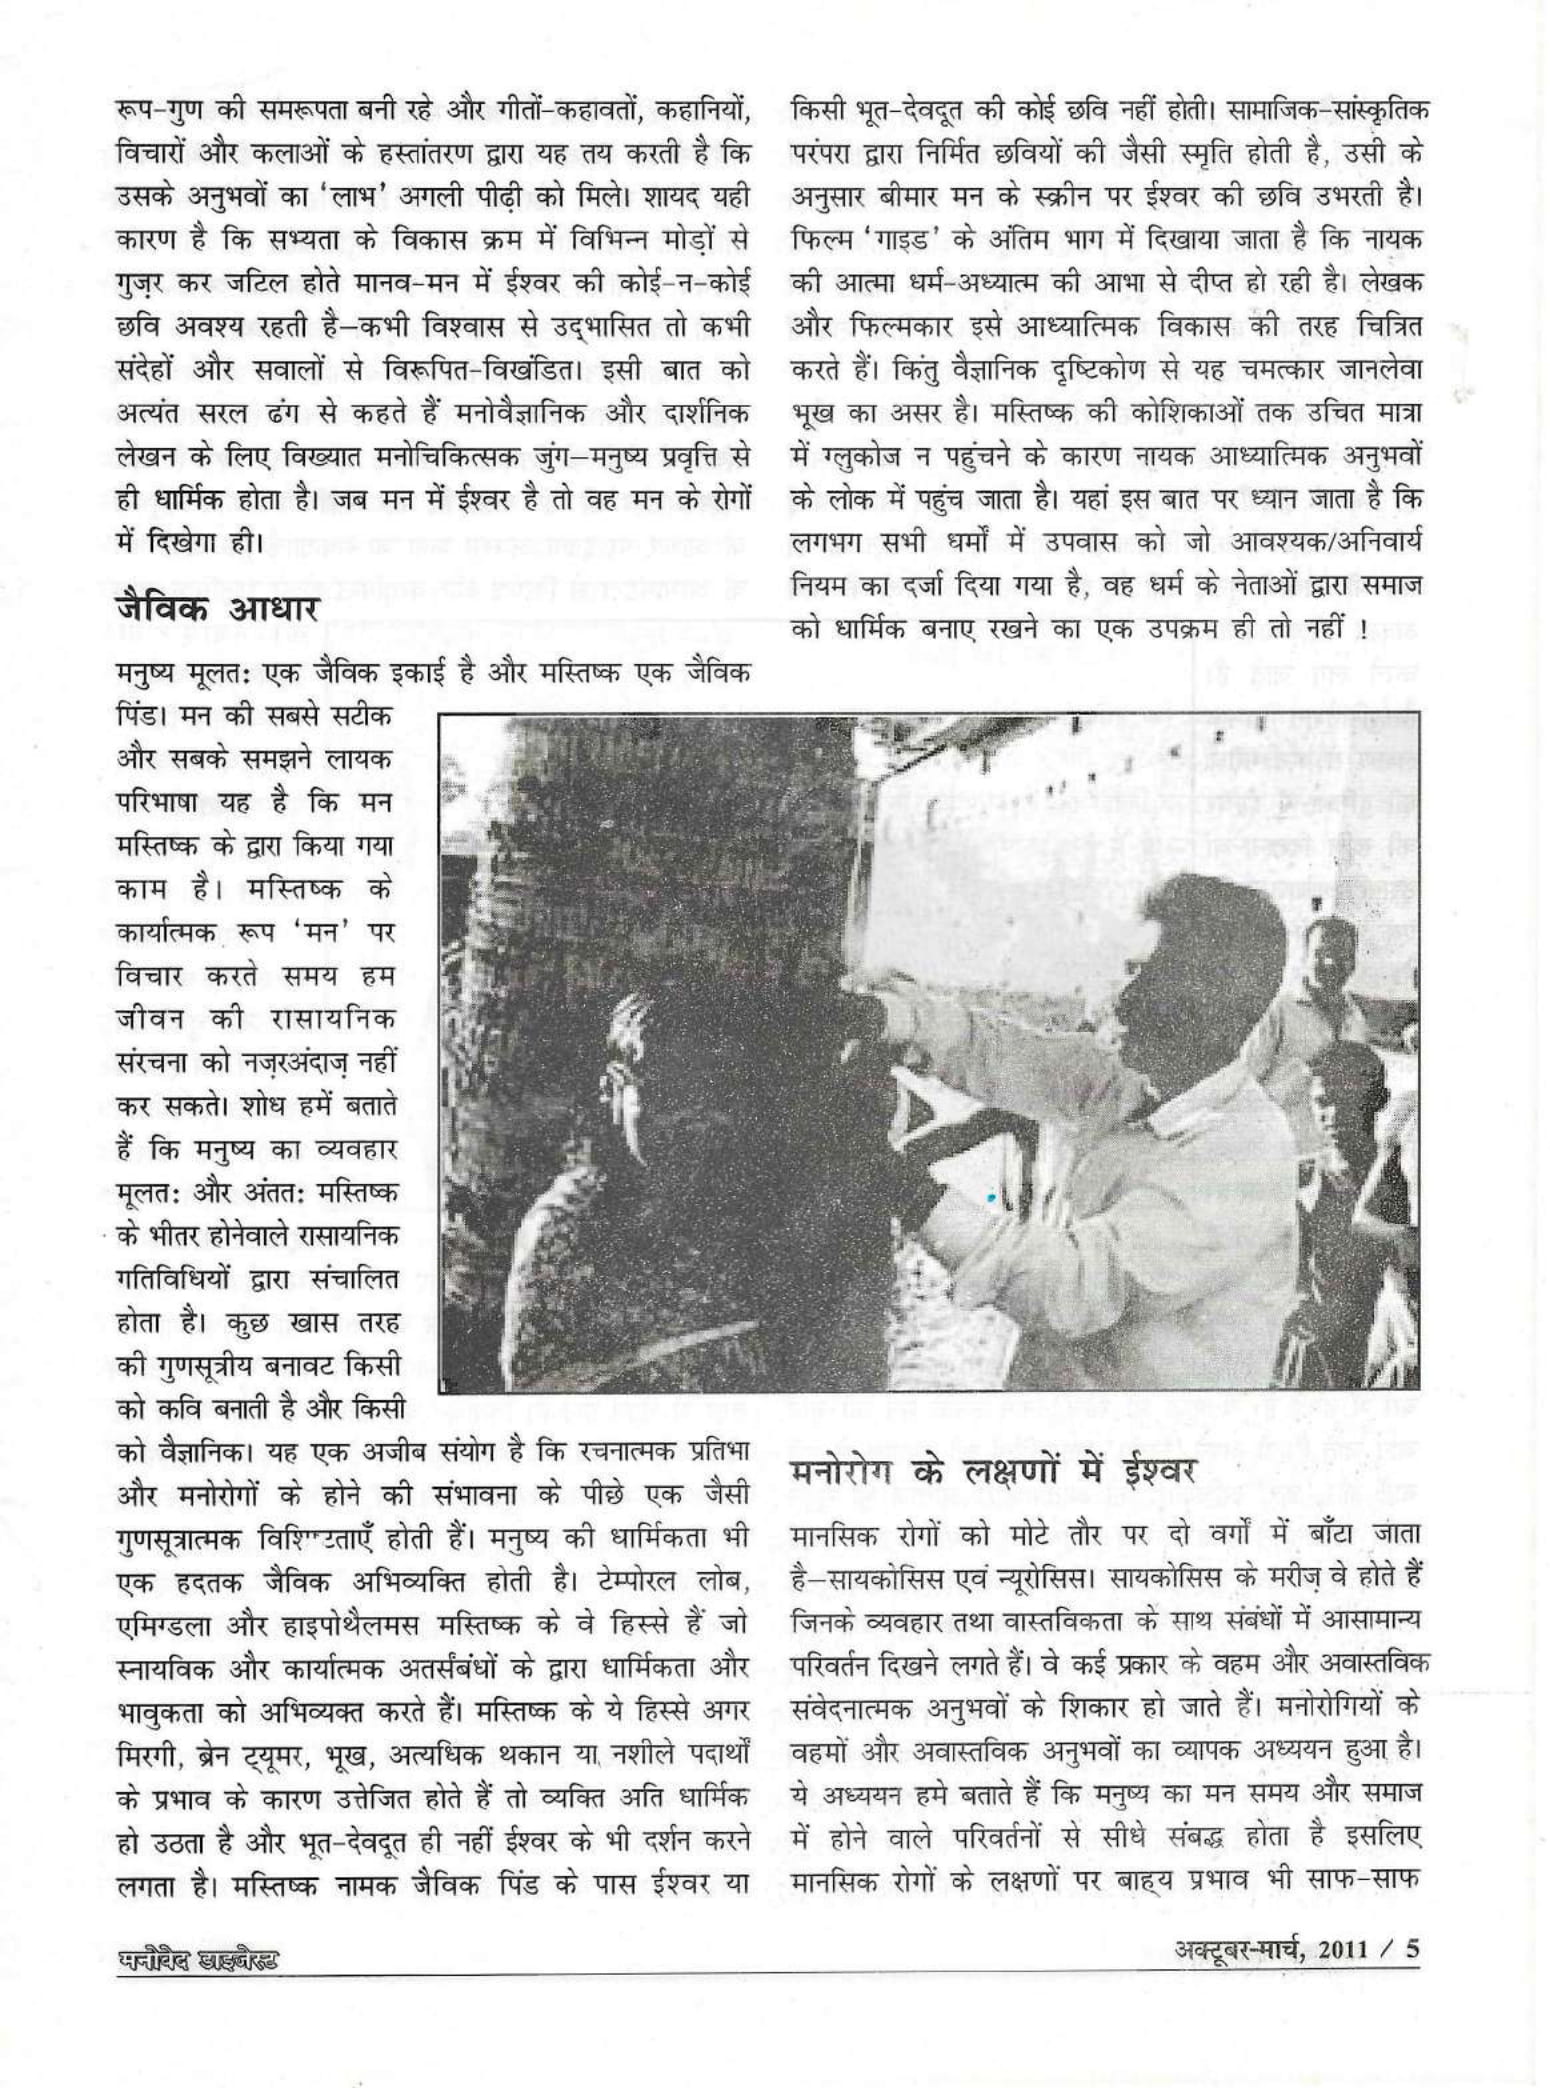 रूप-गुण की समरूपता बनी रहे और गीतों-कहावतों, कहानियों,
विचारों और कलाओं के हस्तांतरण द्वारा यह तय करती है कि
उसके अनुभवों का ‘लाभ’ अगली पीढ़ी को मिले। शायद यही
कारण है कि सभ्यता के विकास क्रम में विभिन्न मोड़ों से
गुज़र कर जटिल होते मानव-मन में ईश्वर की कोई-न-कोई
छवि अवश्य रहती है—कभी विश्वास से उद्‌भासित तो कभी
संदेहों और सवालों से विरूपित-विखंडित। इसी बात को
अत्यंत सरल ढंग से कहते हैं मनोवैज्ञानिक और दार्शनिक
लेखन के लिए विख्यात मनोचिकित्सक जुंग—मनुष्य प्रवृत्ति से
ही धार्मिक होता है। जब मन में ईश्वर है तो वह मन के रोगों
में दिखेगा ही।
जैविक आधार
मनुष्य मूलत: एक जैविक इकाई है और मस्तिष्क एक जैविक
पिंड। मन की सबसे सटीक
और सबके समझने लायक
परिभाषा यह है कि मन
मस्तिष्क के द्वारा किया गया
काम है। मस्तिष्क के
कार्यात्मक रूप ‘मन’ पर
विचार करते समय हम
जीवन की रासायनिक
संरचना को नज़रअंदाज़ नहीं
कर सकते। शोध हमें बताते
हैं कि मनुष्य का व्यवहार
मूलत: और अंतत: मस्तिष्क
के भीतर होनेवाले रासायनिक
गतिविधियों द्वारा संचालित
होता है। कुछ खास तरह
की गुणसूत्रीय बनावट किसी
को कवि बनाती है और किसी
को वैज्ञानिक। यह एक अजीब संयोग है कि रचनात्मक प्रतिभा
और मनोरोगों के होने की संभावना के पीछे एक जैसी
गुणसूत्रात्मक होती हैं। मनुष्य की धार्मिकता भी
एक हदतक जैविक अभिव्यक्ति होती है। टेम्पोरल लोब,
एमिग्डला और हाइपोथैलमस मस्तिष्क के वे हिस्से हैं जो
स्नायविक और कार्यात्मक अतर्संबंधों के द्वारा धार्मिकता और
भावुकता को अभिव्यक्त करते हैं। मस्तिष्क के ये हिस्से अगर
मिरगी, ब्रेन ट्यूमर, भूख, अत्यधिक थकान या नशीले पदार्थों
के प्रभाव के कारण उत्तेजित होते हैं तो व्यक्ति अति धार्मिक
हो उठता है और भूत-देवदूत ही नहीं ईश्वर के भी दर्शन करने
लगता है। मस्तिष्क नामक जैविक पिंड के पास ईश्वर या
किसी भूत-देवदूत की कोई छवि नहीं होती। सामाजिक-सांस्कृतिक
परंपरा द्वारा निर्मित छवियों की जैसी स्मृति होती है, उसी के
अनुसार बीमार मन के स्क्रीन पर ईश्वर की छवि उभरती है।
फिल्म ‘गाइड’ के अंतिम भाग में दिखाया जाता है कि नायक
की आत्मा धर्म-अध्यात्म की आभा से दीप्त हो रही है। लेखक
और फिल्मकार इसे आध्यात्मिक विकास की तरह चित्रित
करते हैं। किंतु वैज्ञानिक दृष्टिकोण से यह चमत्कार जानलेवा
भूख का असर है। मस्तिष्क की कोशिकाओं तक उचित मात्रा
में ग्लुकोज न पहुंचने के कारण नायक आध्यात्मिक अनुभवों
के लोक में पहुंच जाता है। यहां इस बात पर ध्यान जाता है कि
लगभग सभी धर्मों में उपवास को जो आवश्यक/अनिवार्य
नियम का दर्जा दिया गया है, वह धर्म के नेताओं द्वारा समाज
को धार्मिक बनाए रखने का एक उपक्रम ही तो नहीं !
मनोरोग के लक्षणों में ईश्वर
मानसिक रोगों को मोटे तौर पर दो वर्गों में बाँटा जाता
है—सायकोसिस एवं न्यूरोसिस। सायकोसिस के मरीज़ वे होते हैं
जिनके व्यवहार तथा वास्तविकता के साथ संबंधों में आसामान्य
परिवर्तन दिखने लगते हैं। वे कई प्रकार के वहम और अवास्तविक
संवेदनात्मक अनुभवों के शिकार हो जाते हैं। मनोरोगियों के
वहमों और अवास्तविक अनुभवों का व्यापक अध्ययन हुआ है।
ये अध्ययन हमे बताते हैं कि मनुष्य का मन समय और समाज
में होने वाले परिवर्तनों से सीधे संबद्ध होता है इसलिए
मानसिक रोगों के लक्षणों पर बाह्‌य प्रभाव भी साफ-साफ
मनोवेद डाइजेस्ट
अक्टूबर-मार्च, 2011 / 5